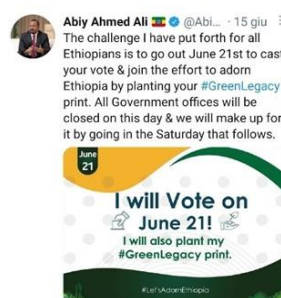 Abiy Ahmed Ali @Abi... · 15 giu
The challenge I have put forth for all
Ethiopians is to go out June 21st to cast
your vote & join the effort to adorn
Ethiopia by planting your #GreenLegacy
print. All Government offices will be
closed on this day & we will make up for
it by going in the Saturday that follows.
June
21
I will Vote on
June 21!
I will also plant my
#GreenLegacy print.
#Let'sAdornEthiopia